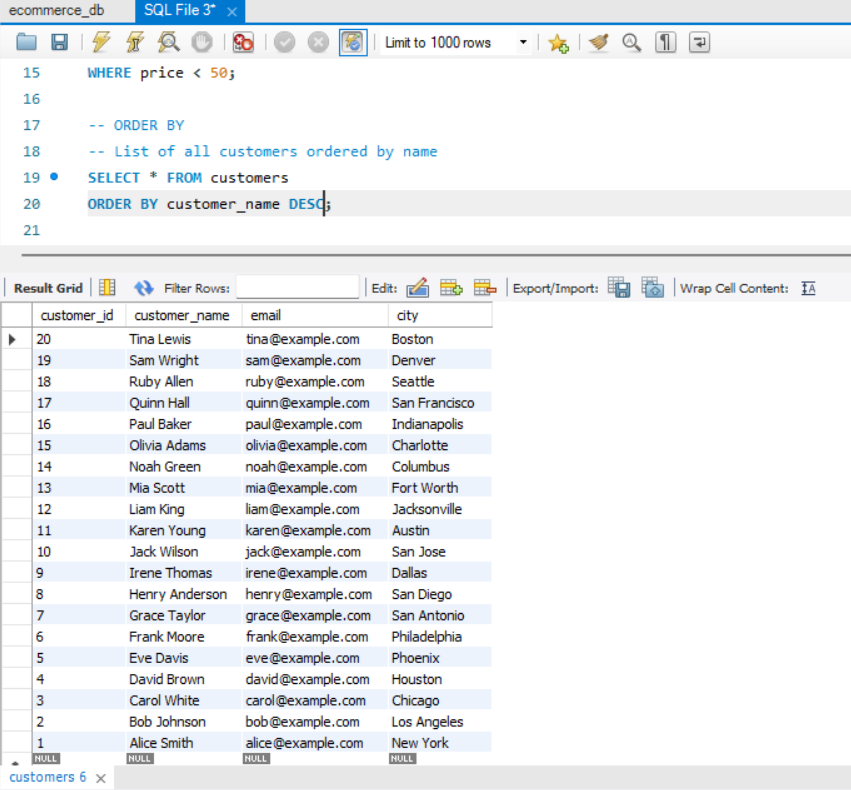 ecommerce_db SQL File 3*
Limit to 1000 rows
15 WHERE price < 50;
16
17 -- ORDER BY
18 -- List of all customers ordered by name
19 SELECT * FROM customers
20 ORDER BY customer_name DESC;
21
Result Grid Filter Rows: Edit: Export/Import: Wrap Cell Content: IA
customer_id customer_name email city
20 Tina Lewis tina@example.com Boston
19 Sam Wright sam@example.com Denver
18 Ruby Allen ruby@example.com Seattle
17 Quinn Hall quinn@example.com San Francisco
16 Paul Baker paul@example.com Indianapolis
15 Olivia Adams olivia@example.com Charlotte
14 Noah Green noah@example.com Columbus
13 Mia Scott mia@example.com Fort Worth
12 Liam King liam@example.com Jacksonville
11 Karen Young karen@example.com Austin
10 Jack Wilson jack@example.com San Jose
9 Irene Thomas irene@example.com Dallas
8 Henry Anderson henry@example.com San Diego
7 Grace Taylor grace@example.com San Antonio
6 Frank Moore frank@example.com Philadelphia
5 Eve Davis eve@example.com Phoenix
4 David Brown david@example.com Houston
3 Carol White carol@example.com Chicago
2 Bob Johnson bob@example.com Los Angeles
1 Alice Smith alice@example.com New York
NULL NULL NULL NULL
customers 6